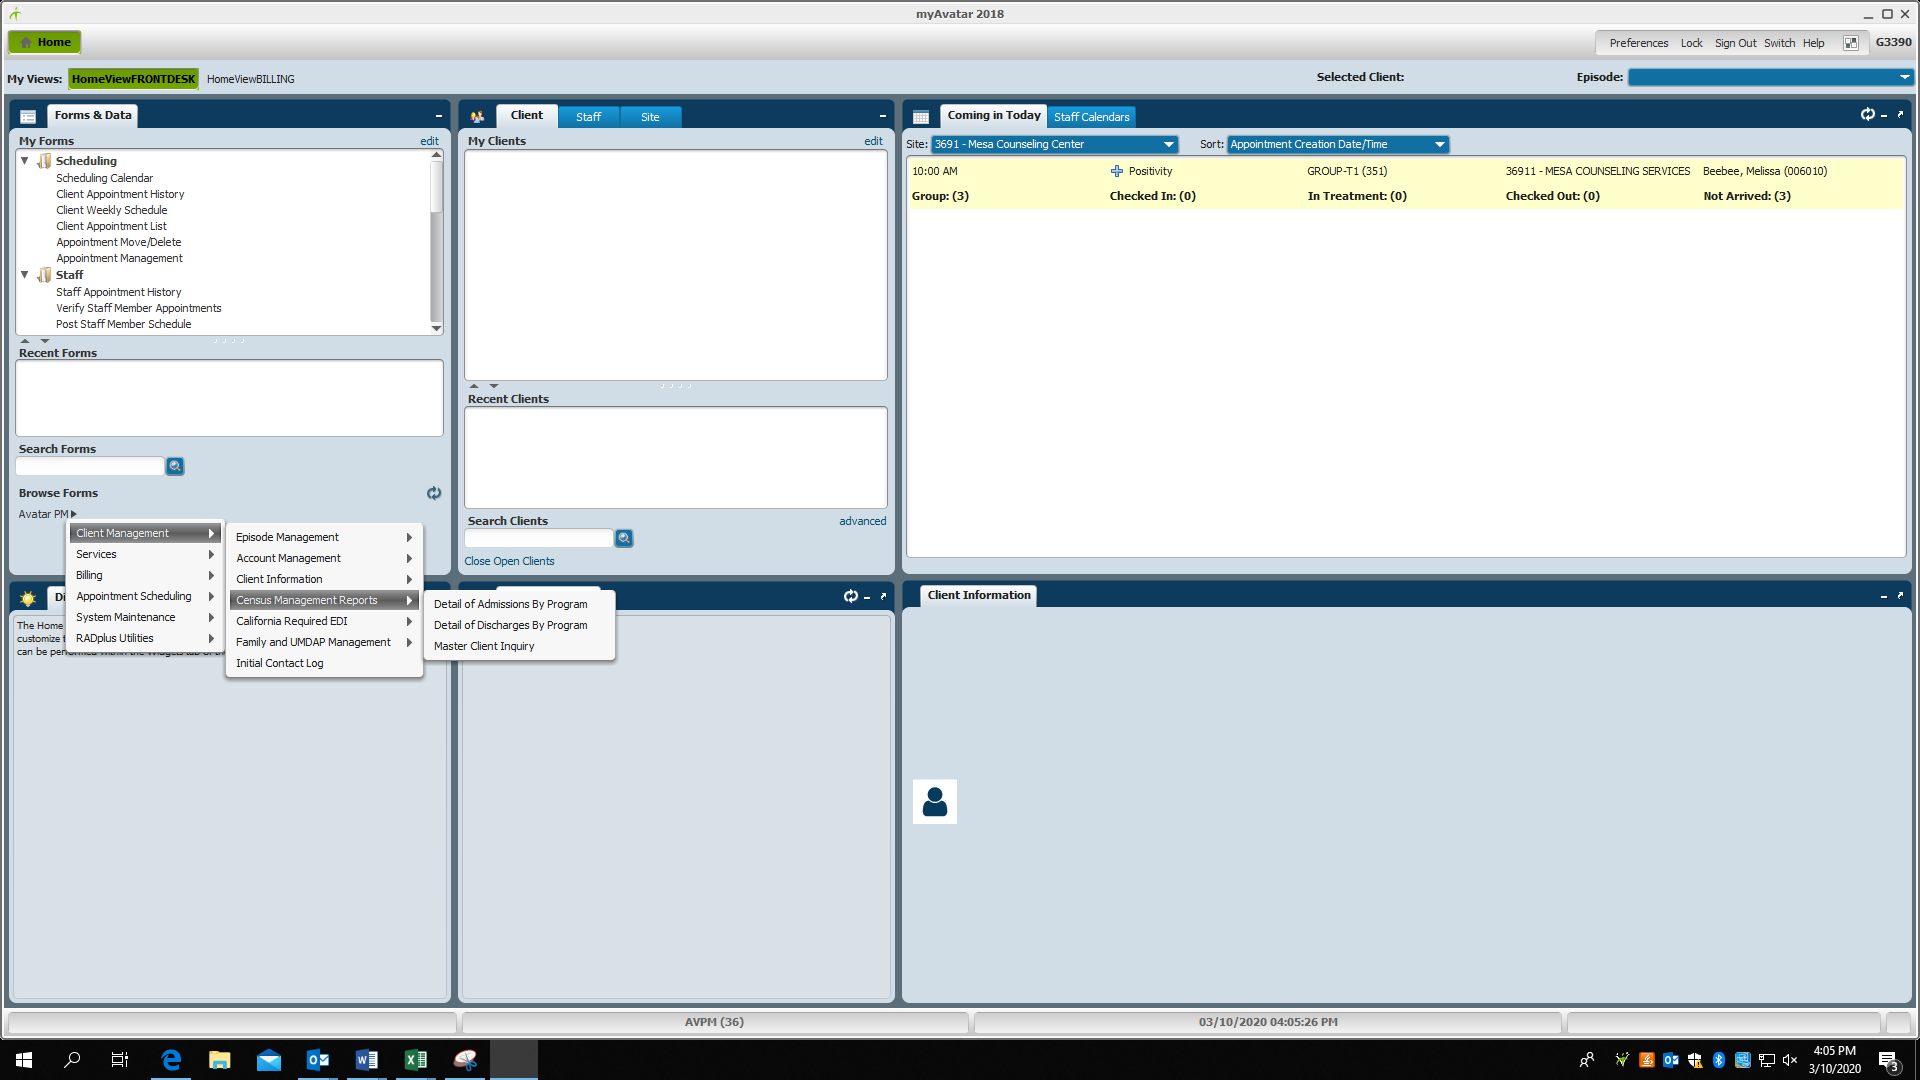 myAvatar 2018
Home
Preferences Lock Sign Out Switch Help G3390
My Views: HomeViewFRONTDESK HomeViewBILLING
Selected Client: Episode:
Forms & Data
My Forms edit
Scheduling
Scheduling Calendar
Client Appointment History
Client Weekly Schedule
Client Appointment List
Appointment Move/Delete
Appointment Management
Staff
Staff Appointment History
Verify Staff Member Appointments
Post Staff Member Schedule
Recent Forms
Search Forms
Browse Forms
Avatar PM
Client Management
Services
Billing
Appointment Scheduling
System Maintenance
RADplus Utilities
Episode Management
Account Management
Client Information
Census Management Reports
California Required EDI
Family and UMDAP Management
Initial Contact Log
Detail of Admissions By Program
Detail of Discharges By Program
Master Client Inquiry
The Home
customize
Client Staff Site
My Clients edit
Recent Clients
Search Clients advanced
Close Open Clients
Coming in Today Staff Calendars
Site: 3691 - Mesa Counseling Center Sort: Appointment Creation Date/Time
10:00 AM Positivity GROUP-T1 (351) 36911 - MESA COUNSELING SERVICES Beebee, Melissa (006010)
Group: (3) Checked In: (0) In Treatment: (0) Checked Out: (0) Not Arrived: (3)
Client Information
AVPM (36) 03/10/2020 04:05:26 PM
4:05 PM
3/10/2020
3